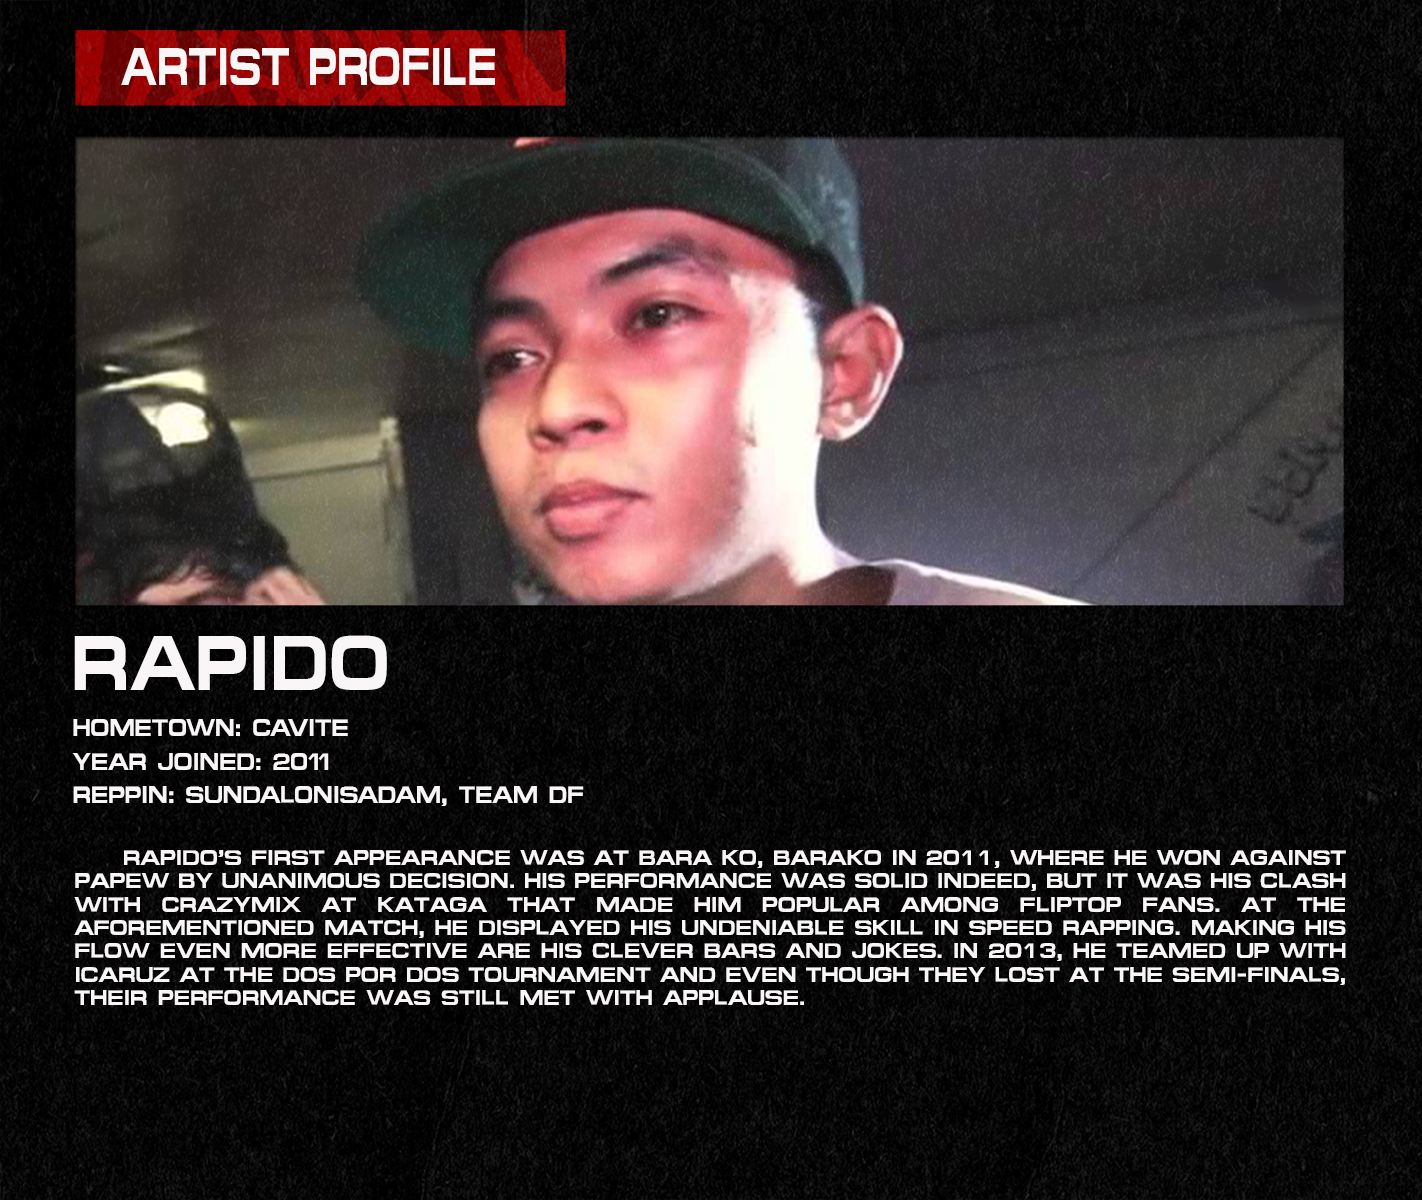 ARTIST PROFILE
RAPIDO
HOMETOWN: CAVITE
YEAR JOINED: 2011
REPPIN: SUNDALONISADAM, TEAM DF
RAPIDO'S FIRST APPEARANCE WAS AT BARA KO, BARAKO IN 2011, WHERE HE WON AGAINST
PAPEW BY UNANIMOUS DECISION. HIS PERFORMANCE WAS SOLID INDEED, BUT IT WAS HIS CLASH
WITH CRAZYMIX AT KATAGA THAT MADE HIM POPULAR AMONG FLIPTOP FANS. AT THE
AFOREMENTIONED MATCH, HE DISPLAYED HIS UNDENIABLE SKILL IN SPEED RAPPING. MAKING HIS
FLOW EVEN MORE EFFECTIVE ARE HIS CLEVER BARS AND JOKES. IN 2013, HE TEAMED UP WITH
ICARUZ AT THE DOS POR DOS TOURNAMENT AND EVEN THOUGH THEY LOST AT THE SEMI-FINALS,
THEIR PERFORMANCE WAS STILL MET WITH APPLAUSE.